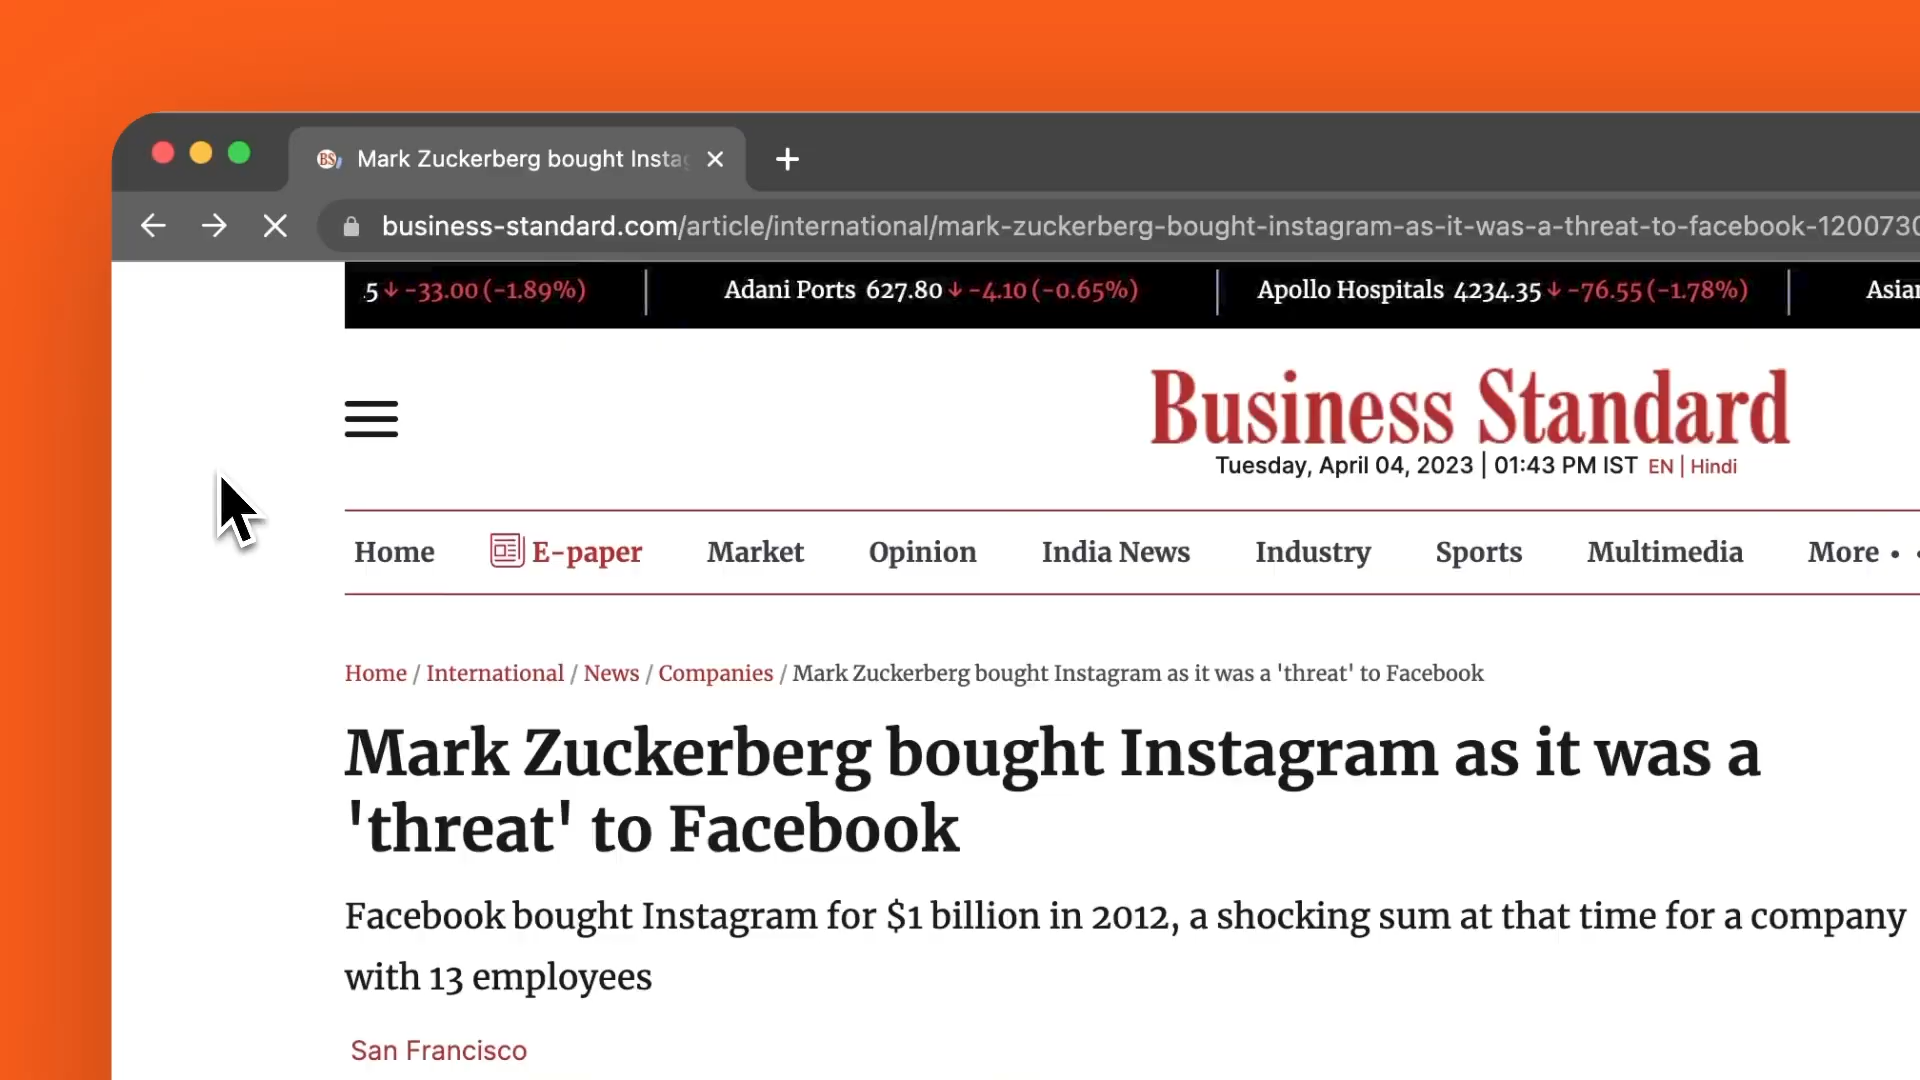 Mark Zuckerberg bought Insta
business-standard.com/article/international/mark-zuckerberg-bought-instagram-as-it-was-a-threat-to-facebook-120073
5 ↓ -33.00 (-1.89%) | Adani Ports 627.80 ↓ -4.10 (-0.65%) | Apollo Hospitals 4234.35 ↓ -76.55 (-1.78%) | Asian
Business Standard
Tuesday, April 04, 2023 | 01:43 PM IST EN | Hindi
Home E-paper Market Opinion India News Industry Sports Multimedia More
Home / International / News / Companies / Mark Zuckerberg bought Instagram as it was a 'threat' to Facebook
Mark Zuckerberg bought Instagram as it was a
'threat' to Facebook
Facebook bought Instagram for $1 billion in 2012, a shocking sum at that time for a company
with 13 employees
San Francisco